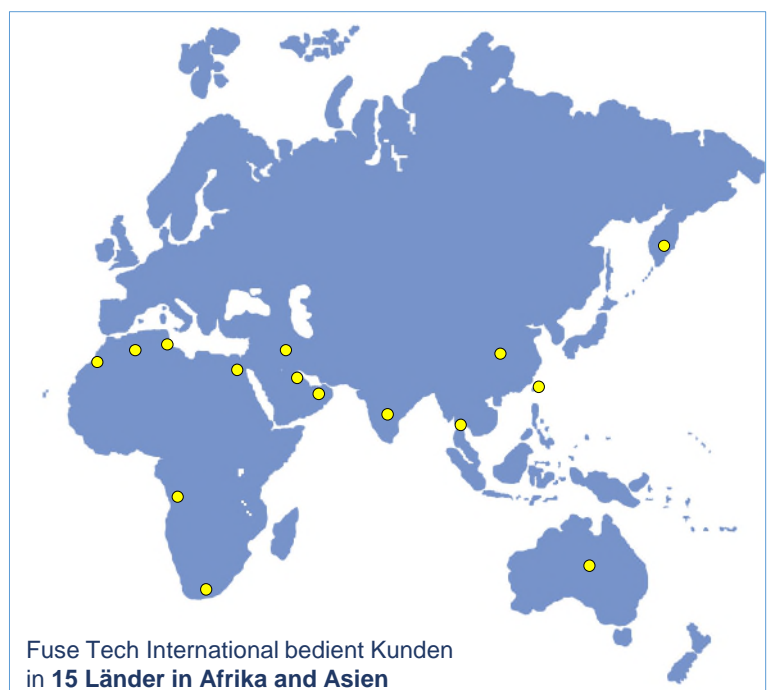 Fuse Tech International bedient Kunden
in 15 Länder in Afrika and Asien